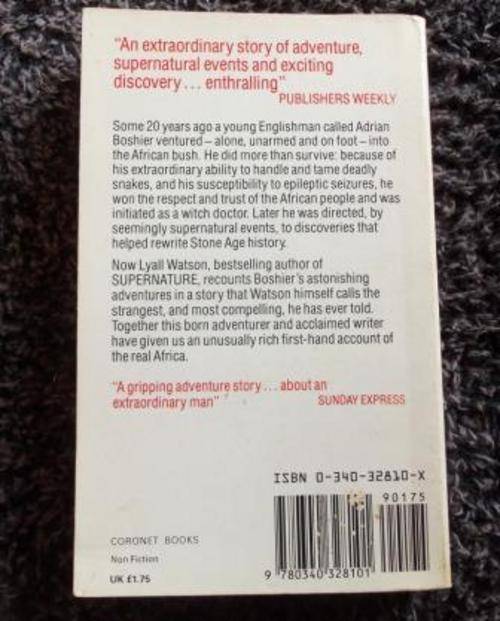 "An extraordinary story of adventure,
supernatural events and exciting
discovery... enthralling"
PUBLISHERS WEEKLY
Some 20 years ago a young Englishman called Adrian
Boshier ventured – alone, unarmed and on foot – into
the African bush. He did more than survive: because of
his extraordinary ability to handle and tame deadly
snakes, and his susceptibility to epileptic seizures, he
won the respect and trust of the African people and was
initiated as a witch doctor. Later he was directed, by
seemingly supernatural events, to discoveries that
helped rewrite Stone Age history.
Now Lyall Watson, bestselling author of
SUPERNATURE, recounts Boshier's astonishing
adventures in a story that Watson himself calls the
strangest, and most compelling, he has ever told.
Together this born adventurer and acclaimed writer
have given us an unusually rich first-hand account of
the real Africa.
"A gripping adventure story... about an
extraordinary man" SUNDAY EXPRESS
ISBN 0-340-32810-X
90175
CORONET BOOKS
Non Fiction
UK £1.75
9 780340 328101